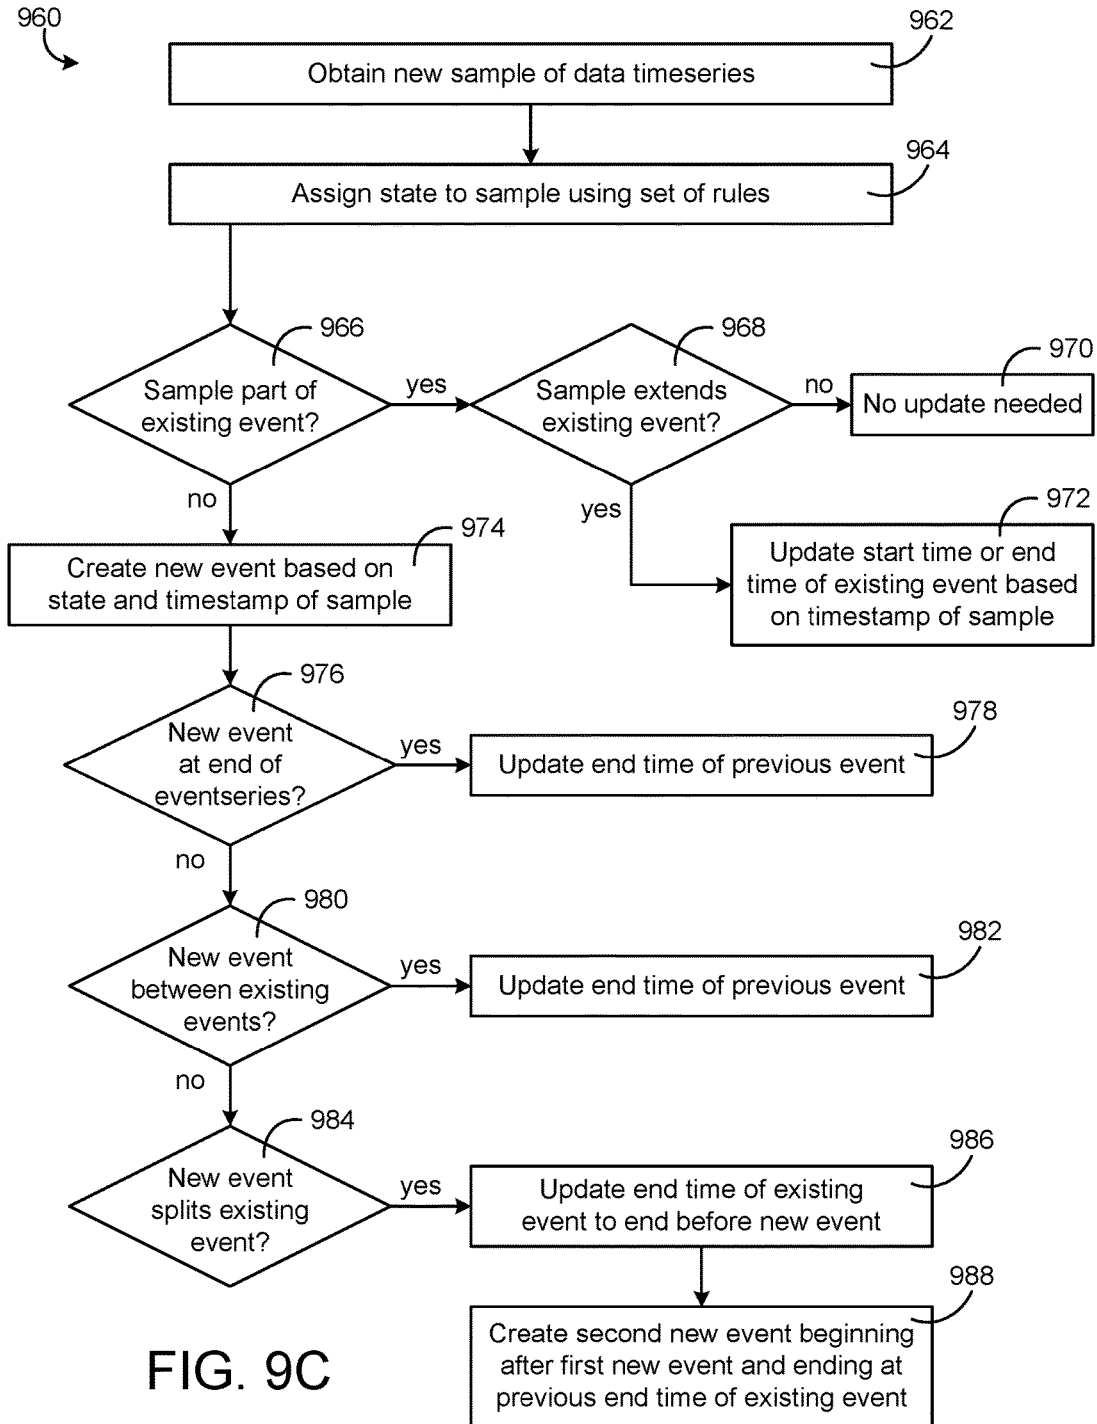 960
962
Obtain new sample of data timeseries
964
Assign state to sample using set of rules
966
Sample part of
existing event?
yes
968
Sample extends
existing event?
no
970
No update needed
no
yes
972
Update start time or end
time of existing event based
on timestamp of sample
974
Create new event based on
state and timestamp of sample
976
New event
at end of
eventseries?
yes
978
Update end time of previous event
no
980
New event
between existing
events?
yes
982
Update end time of previous event
no
984
New event
splits existing
event?
yes
986
Update end time of existing
event to end before new event
988
Create second new event beginning
after first new event and ending at
previous end time of existing event
FIG. 9C